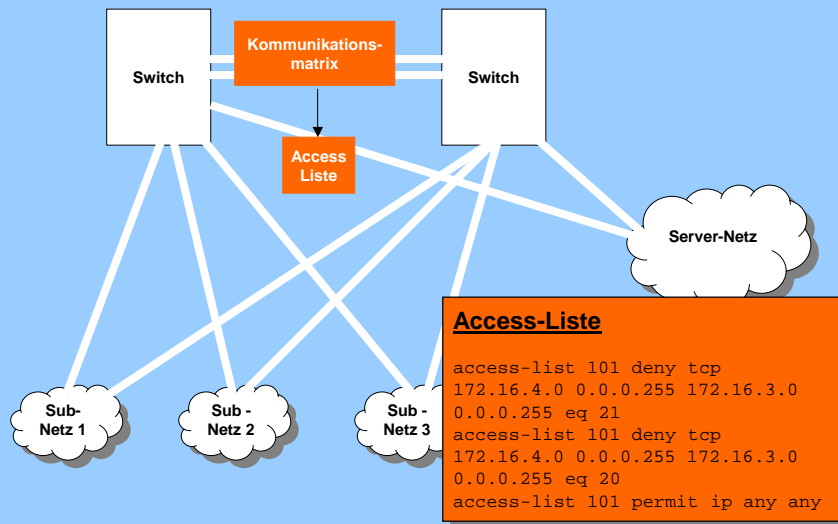 Kommunikations-
matrix
Switch
Switch
Access
Liste
Server-Netz
Sub-
Netz 1
Sub -
Netz 2
Sub -
Netz 3
Access-Liste
access-list 101 deny tcp
172.16.4.0 0.0.0.255 172.16.3.0
0.0.0.255 eq 21
access-list 101 deny tcp
172.16.4.0 0.0.0.255 172.16.3.0
0.0.0.255 eq 20
access-list 101 permit ip any any